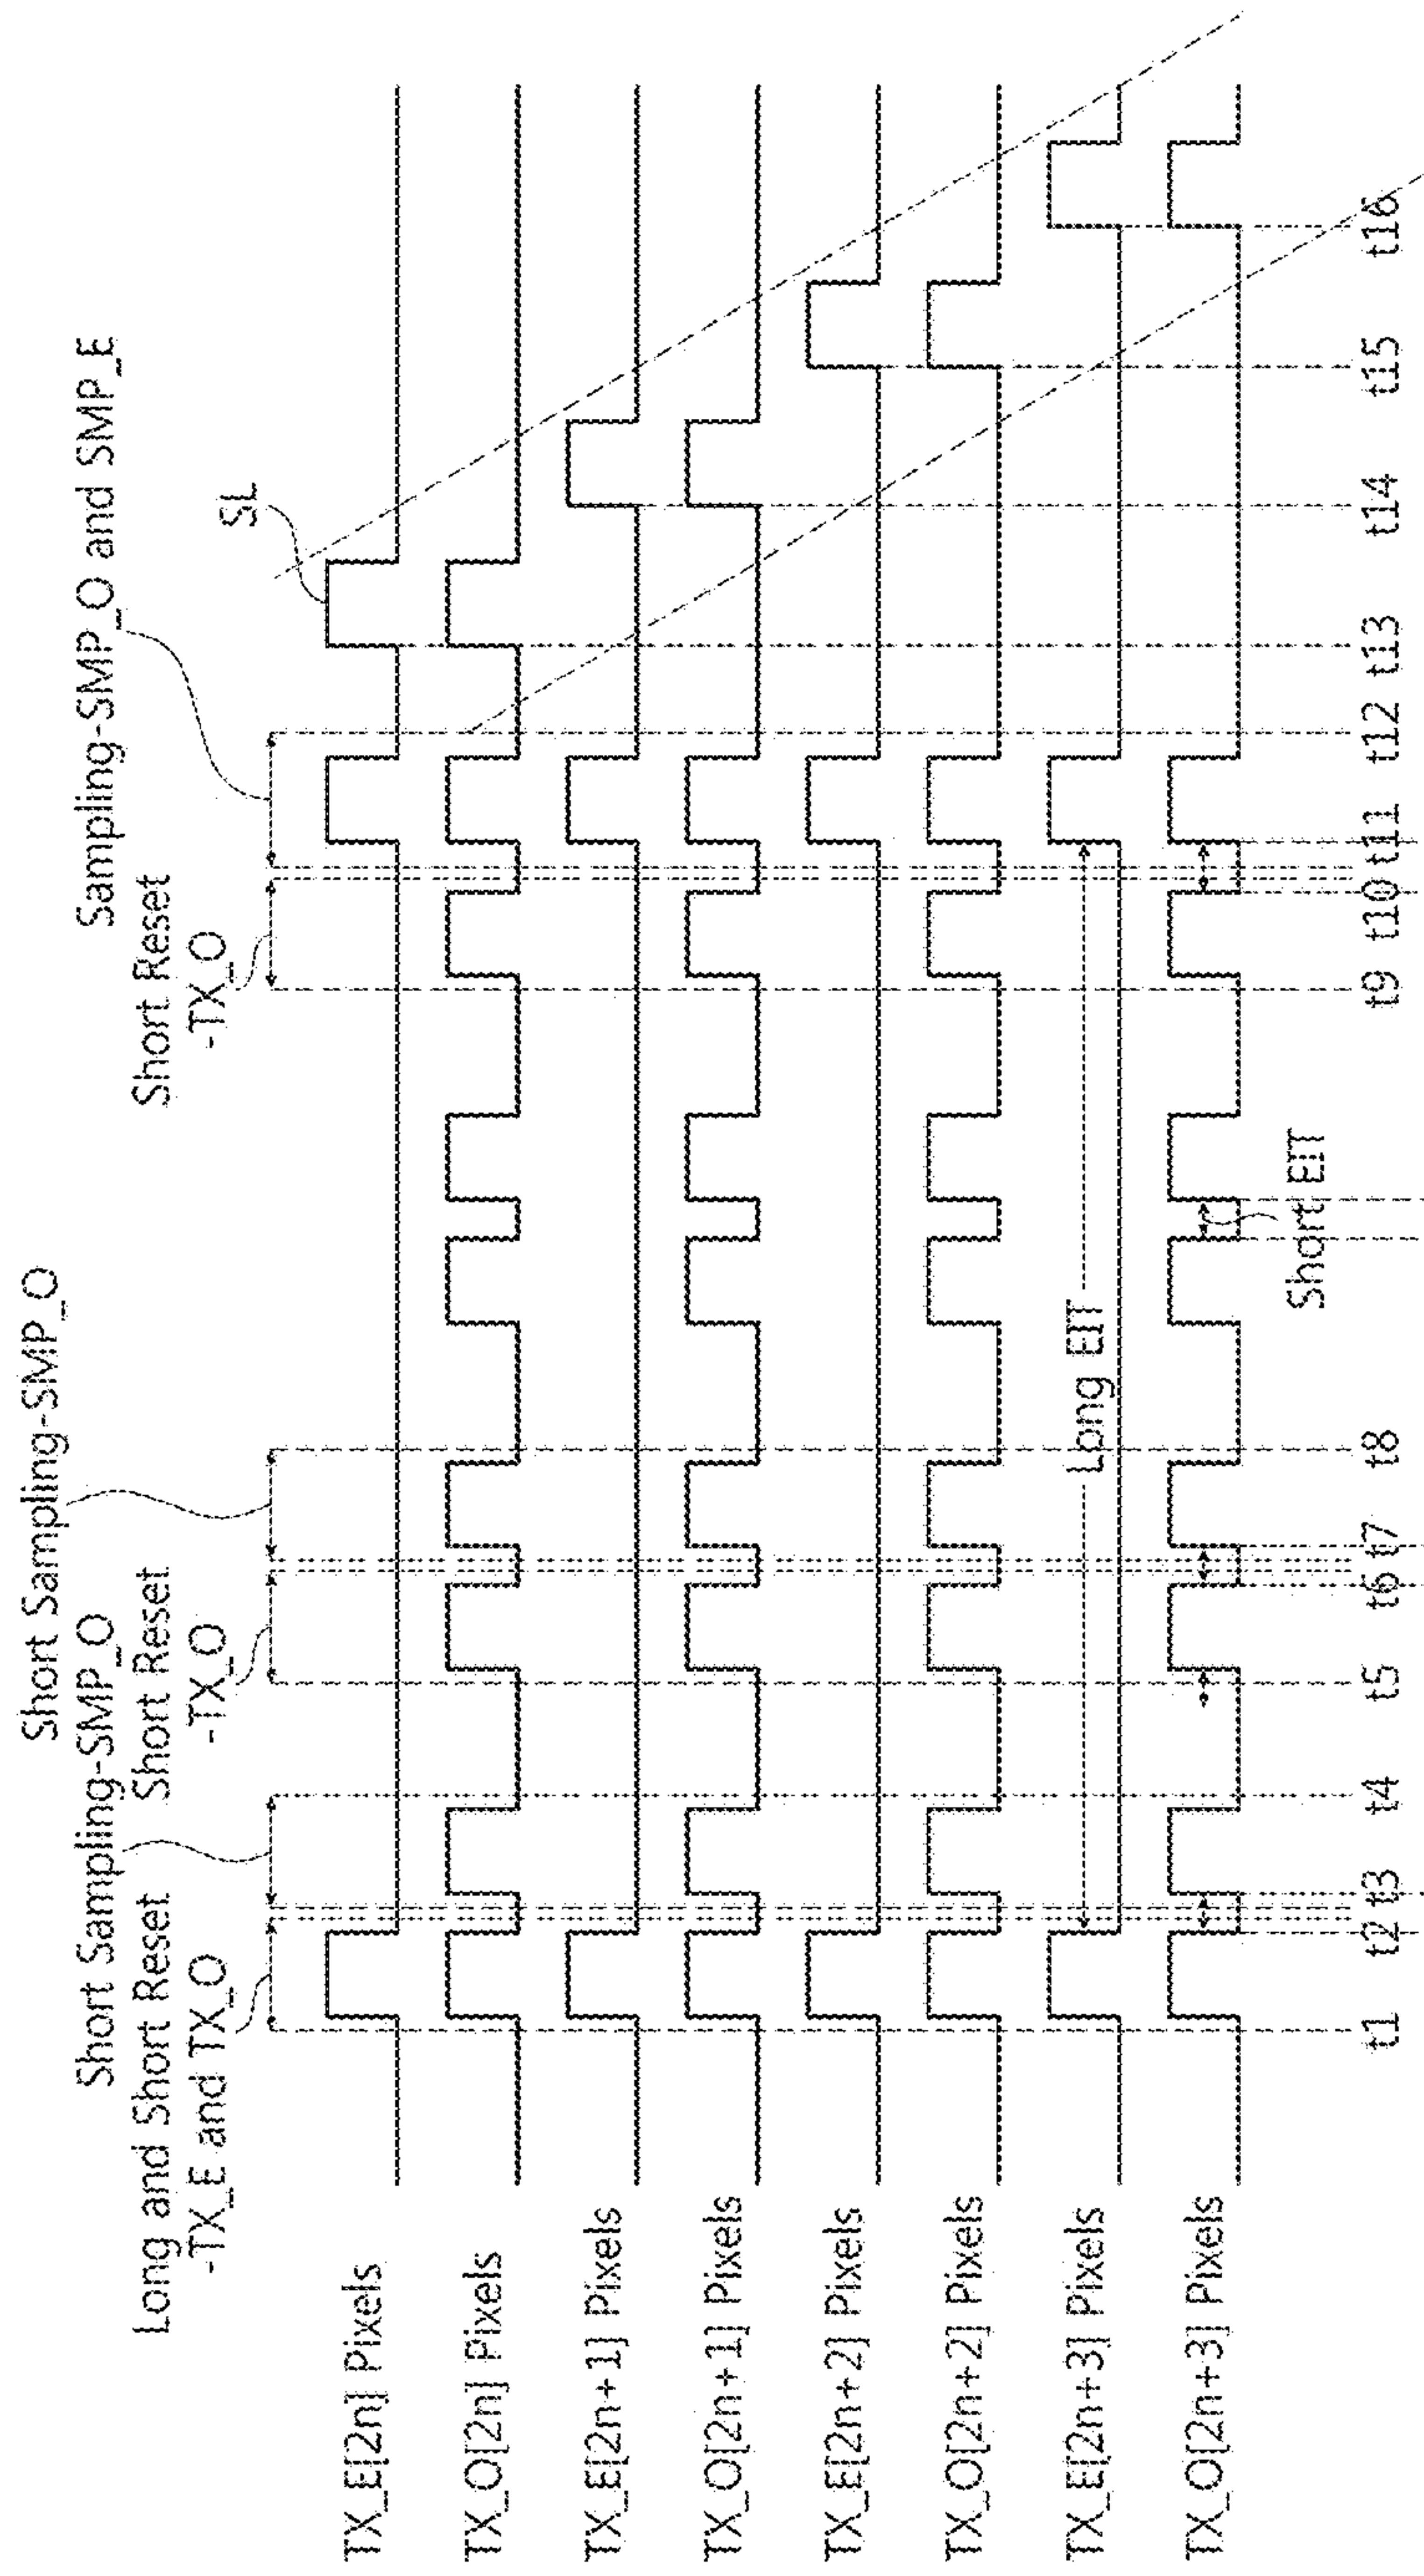 Short Sampling-SMP_O
Short Sampling-SMP_O
Long and Short Reset
-TX_E and TX_O
Short Reset
-TX_O
Short Reset
-TX_O
Sampling-SMP_O and SMP_E
SL
TX_E[2n] Pixels
TX_O[2n] Pixels
TX_E[2n+1] Pixels
TX_O[2n+1] Pixels
TX_E[2n+2] Pixels
TX_O[2n+2] Pixels
TX_E[2n+3] Pixels
Long EIT
TX_O[2n+3] Pixels
Short EIT
t1 t2 t3 t4 t5 t6 t7 t8 t9 t10 t11 t12 t13 t14 t15 t16